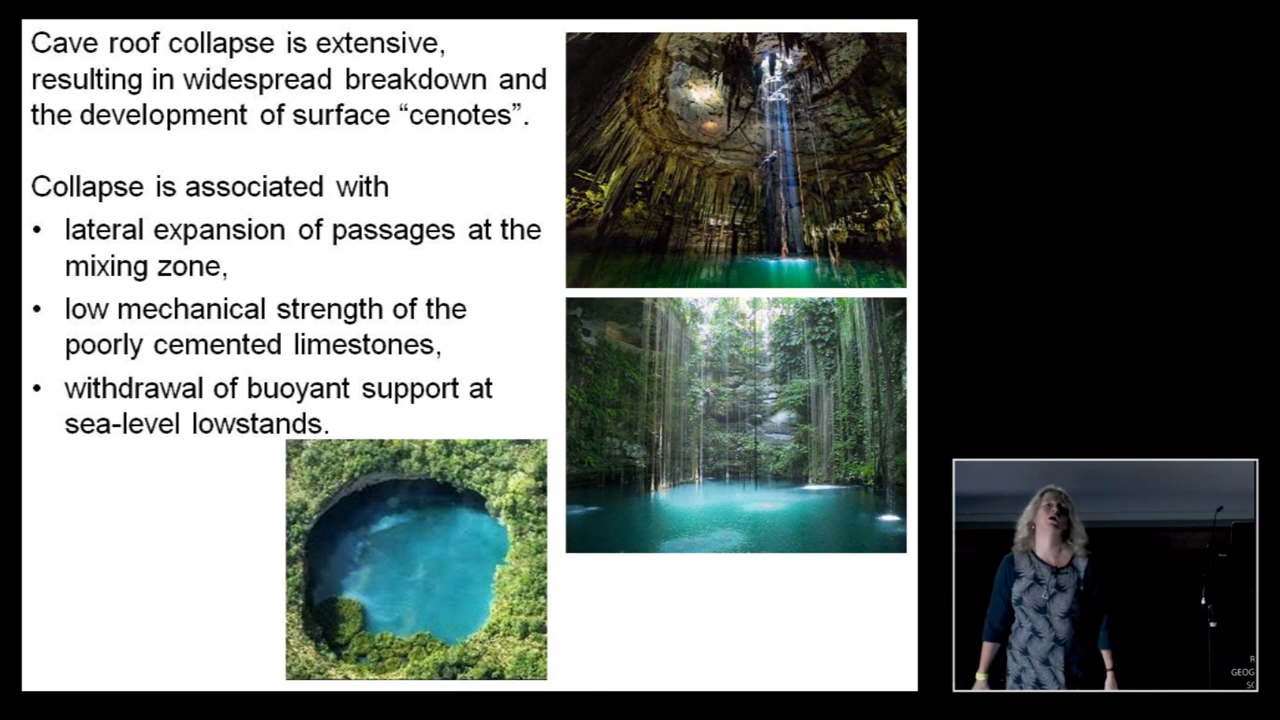 Cave roof collapse is extensive,
resulting in widespread breakdown and
the development of surface “cenotes”.
Collapse is associated with
• lateral expansion of passages at the
mixing zone,
• low mechanical strength of the
poorly cemented limestones,
• withdrawal of buoyant support at
sea-level lowstands.
R
GEOG
SC